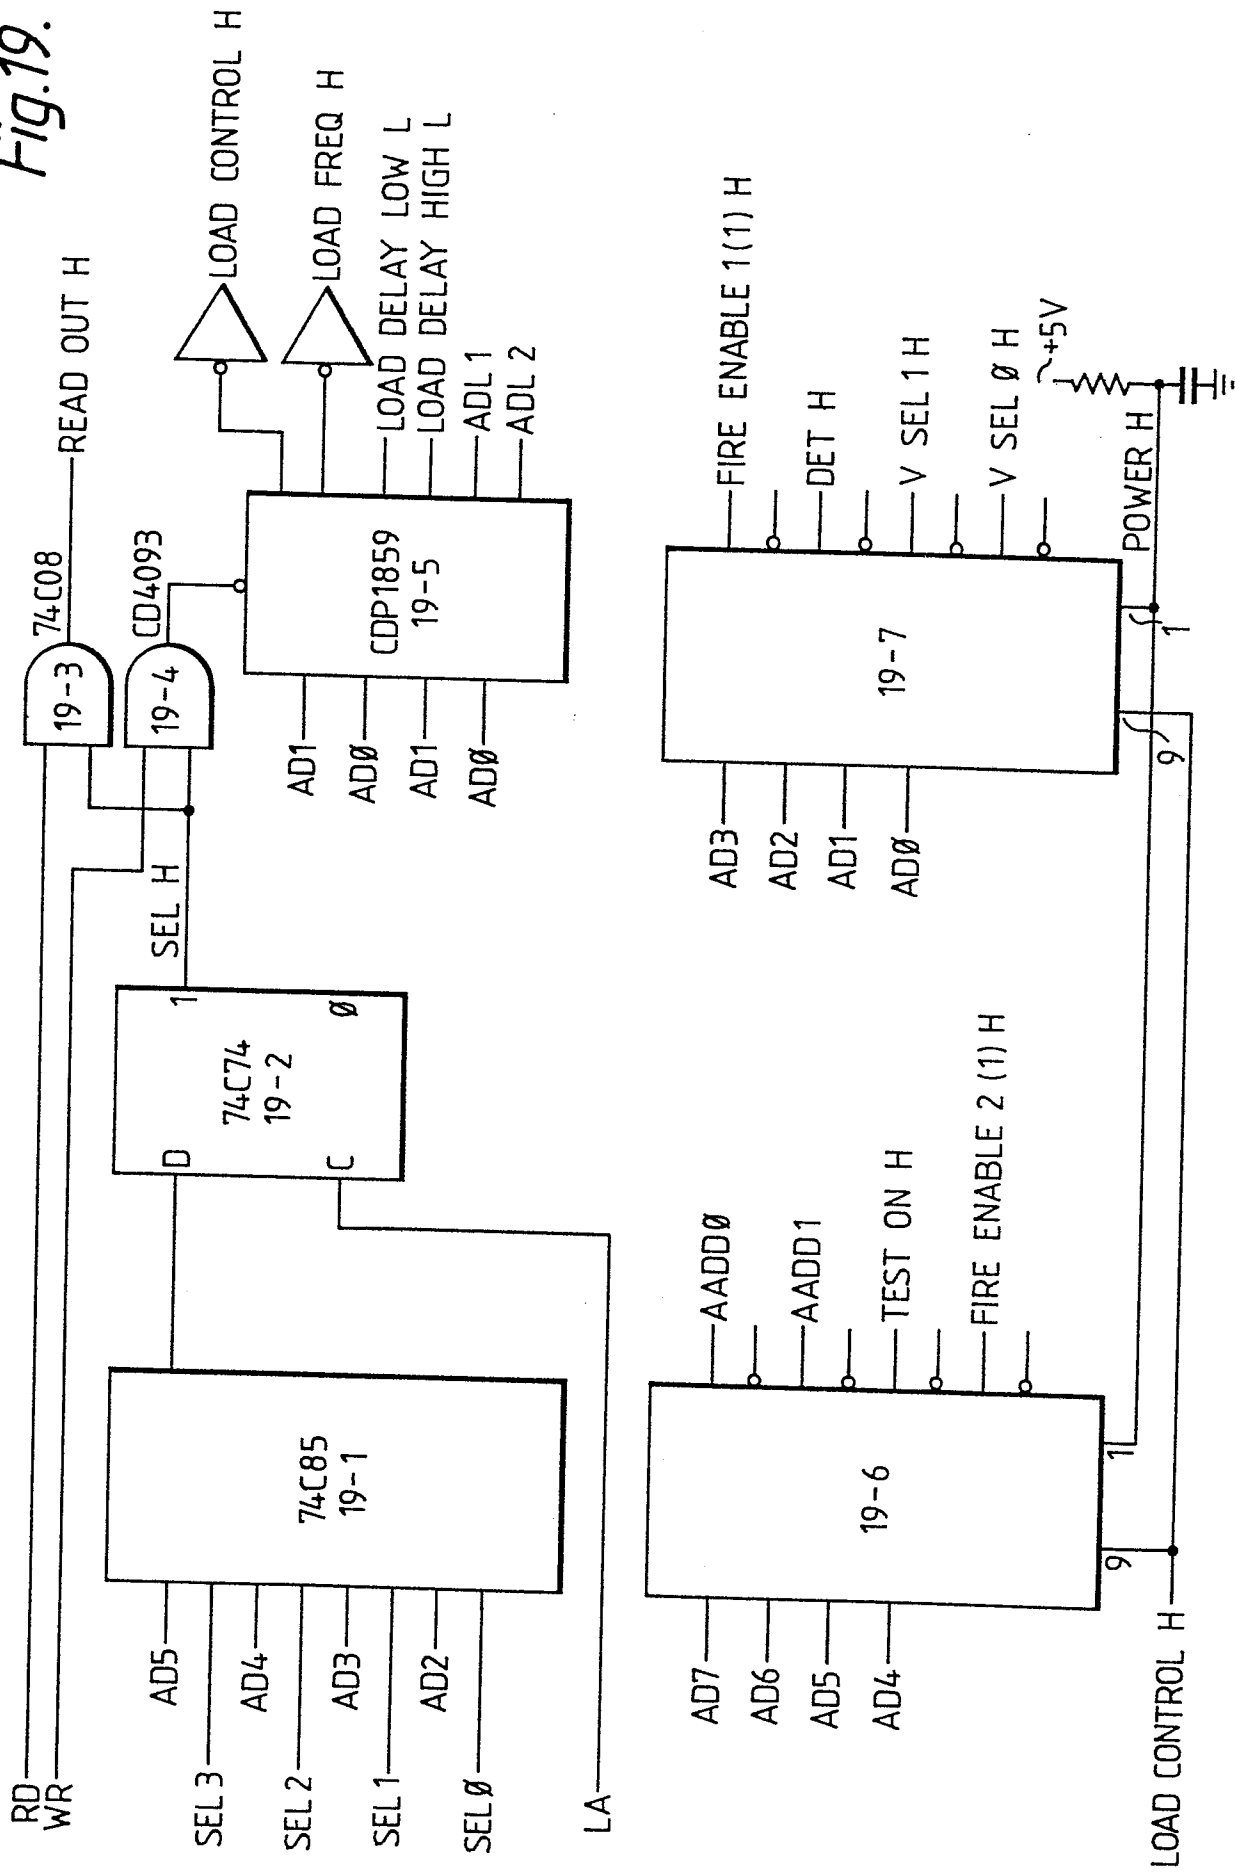 Fig.19.
RD
WR
74C08
19-3
READ OUT H
CD4093
19-4
SEL H
AD5
SEL 3
AD4
SEL 2
AD3
SEL 1
AD2
SEL Ø
LA
74C85
19-1
D
C
1
Ø
74C74
19-2
AD1
ADØ
AD1
ADØ
CDP1859
19-5
LOAD CONTROL H
LOAD FREQ H
LOAD DELAY LOW L
LOAD DELAY HIGH L
ADL 1
ADL 2
AD7
AD6
AD5
AD4
19-6
9
1
AADDØ
AADD1
TEST ON H
FIRE ENABLE 2 (1) H
LOAD CONTROL H
AD3
AD2
AD1
ADØ
19-7
9
1
FIRE ENABLE 1(1) H
DET H
V SEL 1 H
V SEL Ø H
+5V
POWER H